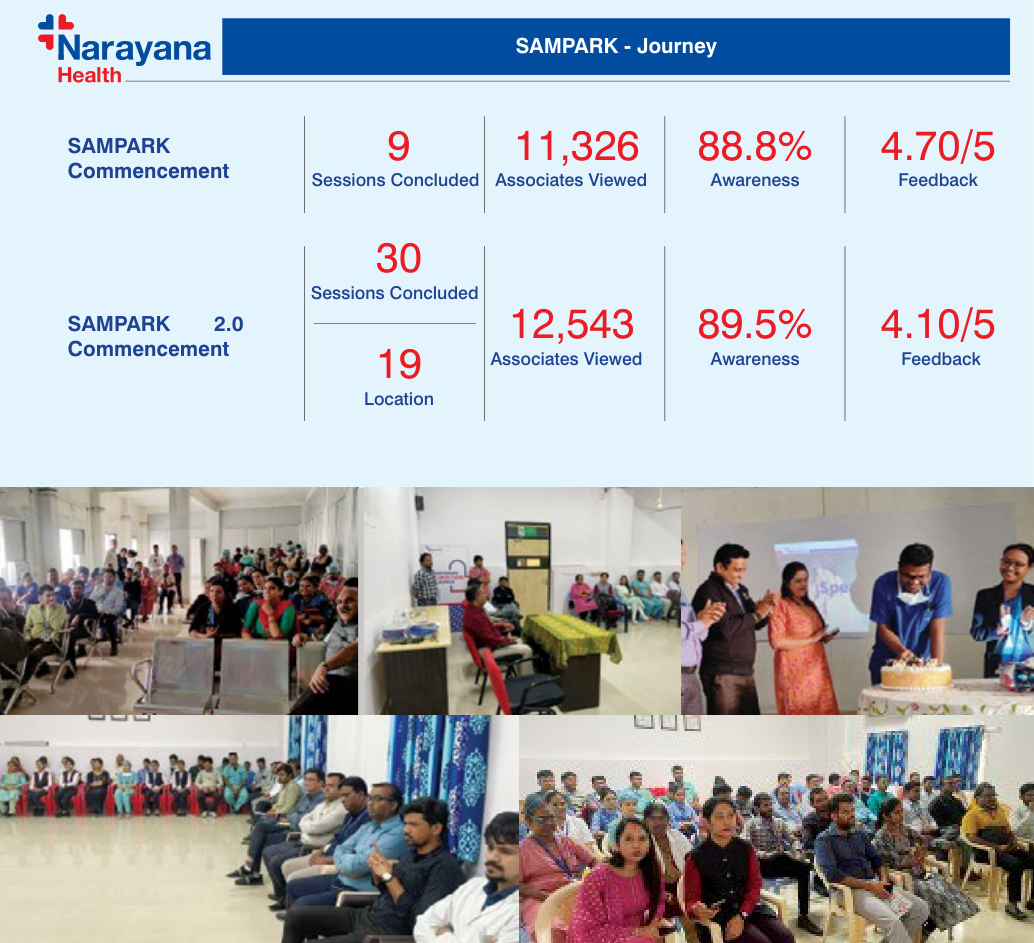 Narayana
Health
SAMPARK - Journey
SAMPARK
Commencement
9
Sessions Concluded
11,326
Associates Viewed
88.8%
Awareness
4.70/5
Feedback
SAMPARK 2.0
Commencement
30
Sessions Concluded
19
Location
12,543
Associates Viewed
89.5%
Awareness
4.10/5
Feedback
Spe